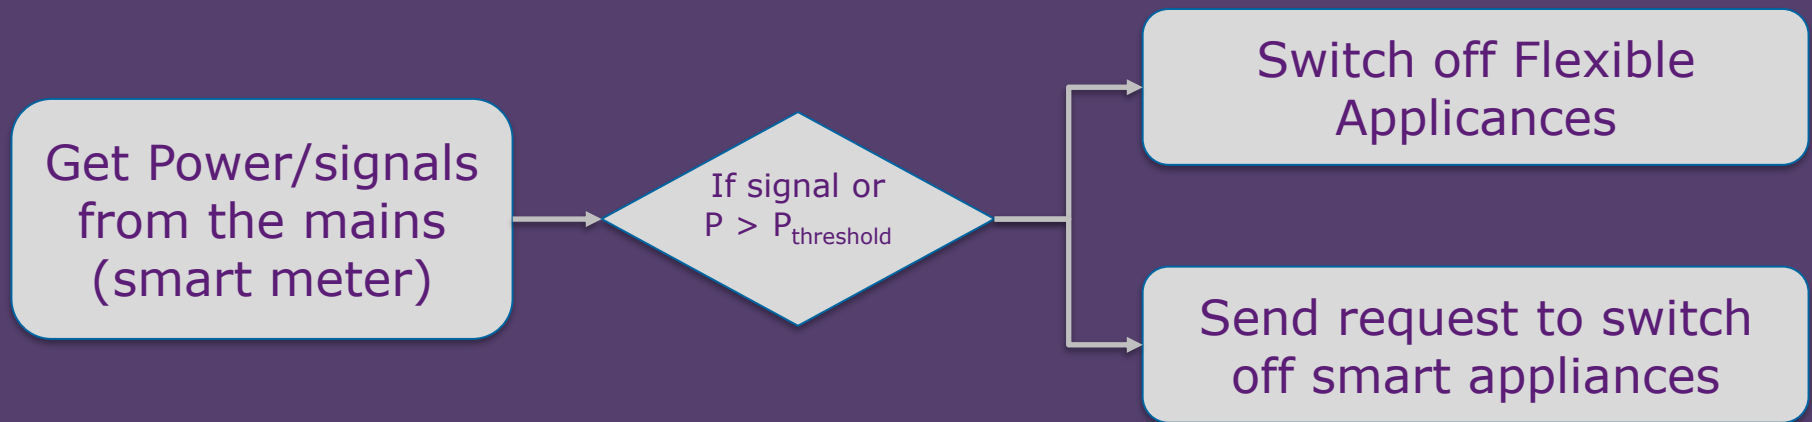 Get Power/signals
from the mains
(smart meter)
If signal or
P > Pthreshold
Switch off Flexible
Applicances
Send request to switch
off smart appliances